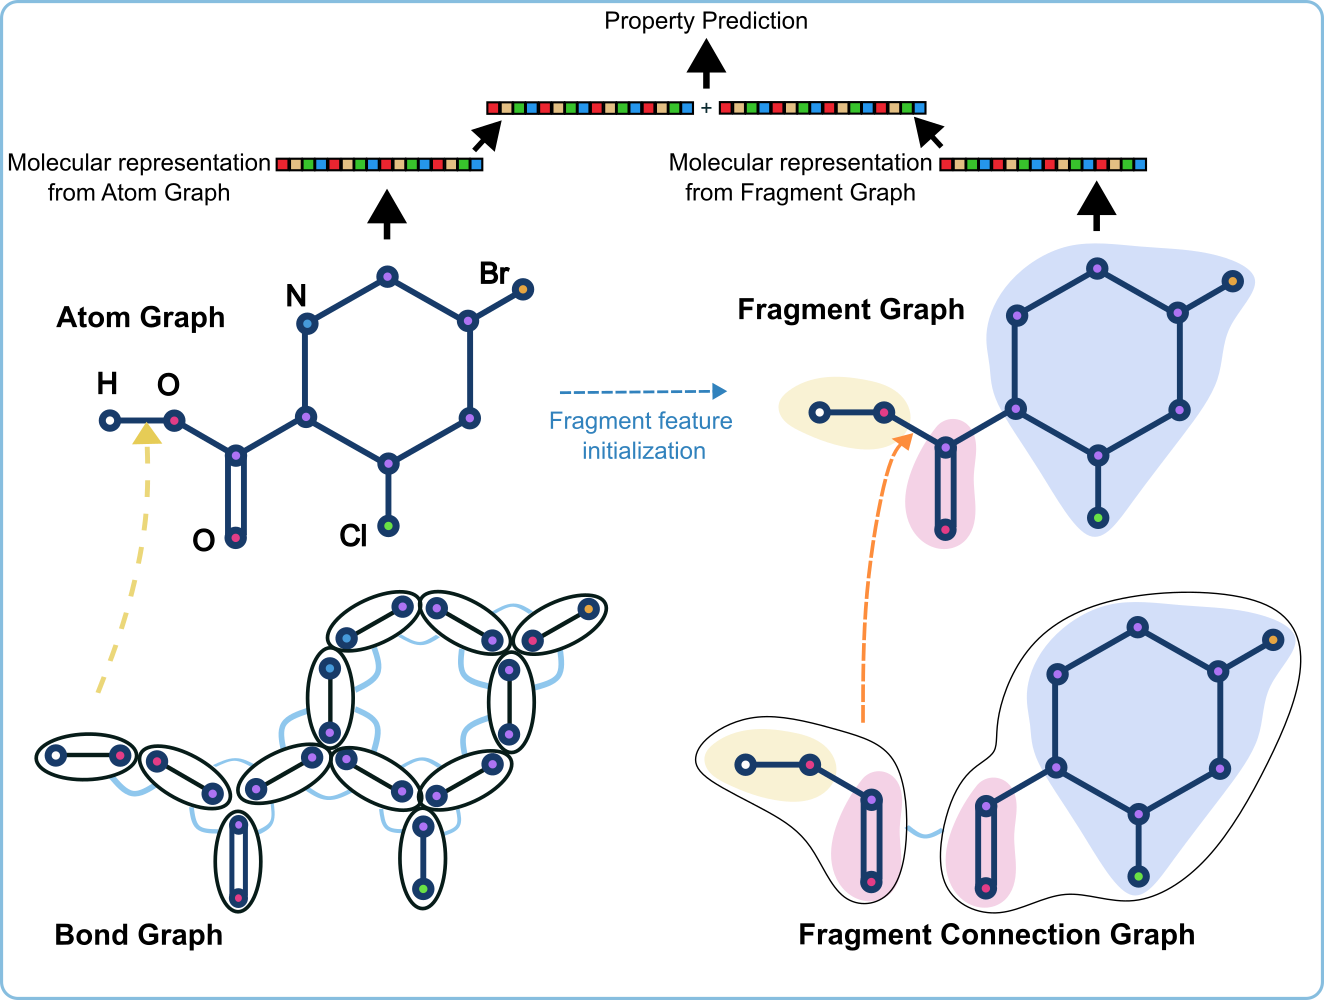 Property Prediction
+
Molecular representation
from Atom Graph
Molecular representation
from Fragment Graph
Br
N
Atom Graph
Fragment Graph
H
O
Fragment feature
initialization
O
Cl
Bond Graph
Fragment Connection Graph